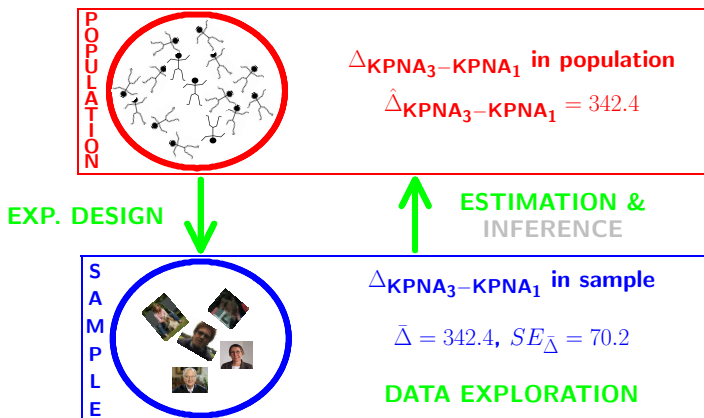 POPULATION
Δ_KPNA₃−KPNA₁ in population
Δ̂_KPNA₃−KPNA₁ = 342.4
EXP. DESIGN
ESTIMATION &
INFERENCE
SAMPLE
Δ_KPNA₃−KPNA₁ in sample
Δ̄ = 342.4, SE_Δ̄ = 70.2
DATA EXPLORATION